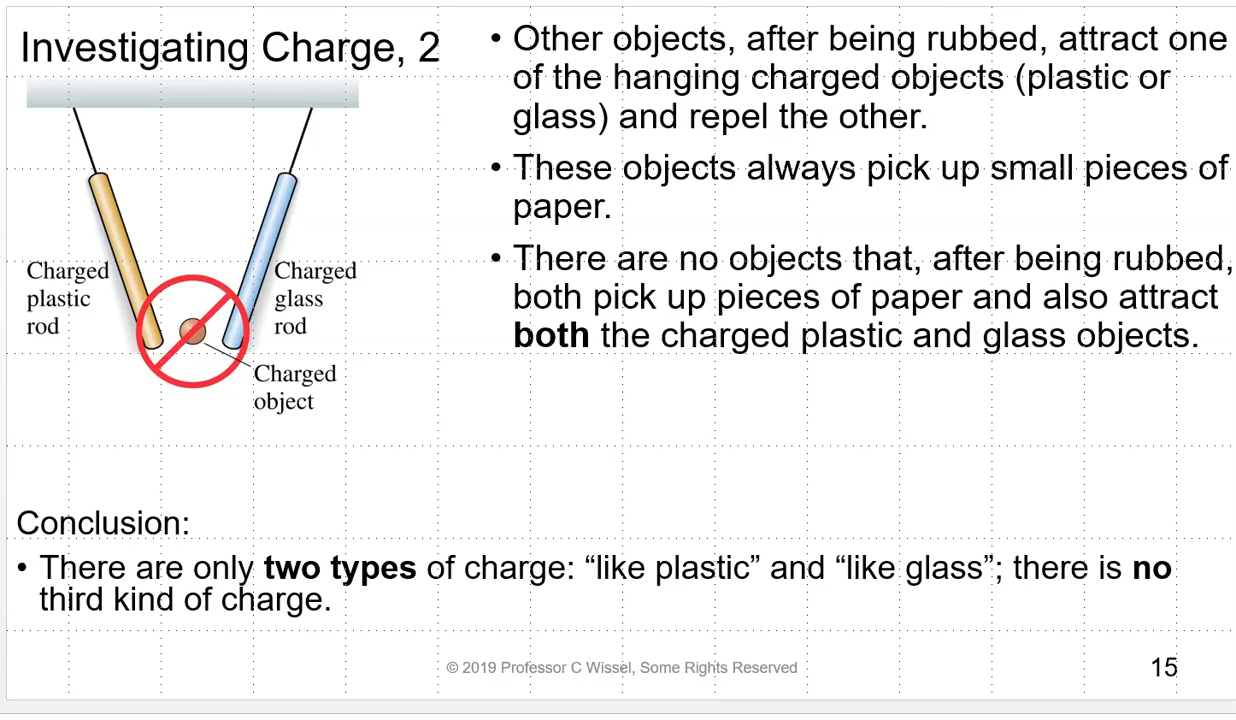 Investigating Charge, 2
• Other objects, after being rubbed, attract one
of the hanging charged objects (plastic or
glass) and repel the other.
• These objects always pick up small pieces of
paper.
• There are no objects that, after being rubbed,
both pick up pieces of paper and also attract
both the charged plastic and glass objects.
Charged
plastic
rod
Charged
glass
rod
Charged
object
Conclusion:
• There are only two types of charge: “like plastic” and “like glass”; there is no
third kind of charge.
© 2019 Professor C Wissel, Some Rights Reserved
15